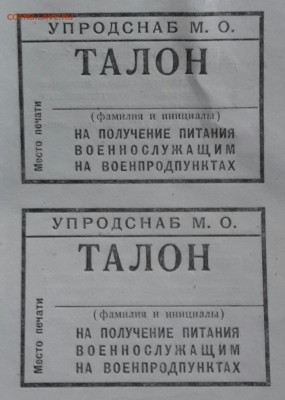 УПРОДСНАБ М. О.
ТАЛОН
(фамилия и инициалы)
Место печати
НА ПОЛУЧЕНИЕ ПИТАНИЯ
ВОЕННОСЛУЖАЩИМ
НА ВОЕНПРОДПУНКТАХ
УПРОДСНАБ М. О.
ТАЛОН
(фамилия и инициалы)
Место печати
НА ПОЛУЧЕНИЕ ПИТАНИЯ
ВОЕННОСЛУЖАЩИМ
НА ВОЕНПРОДПУНКТАХ